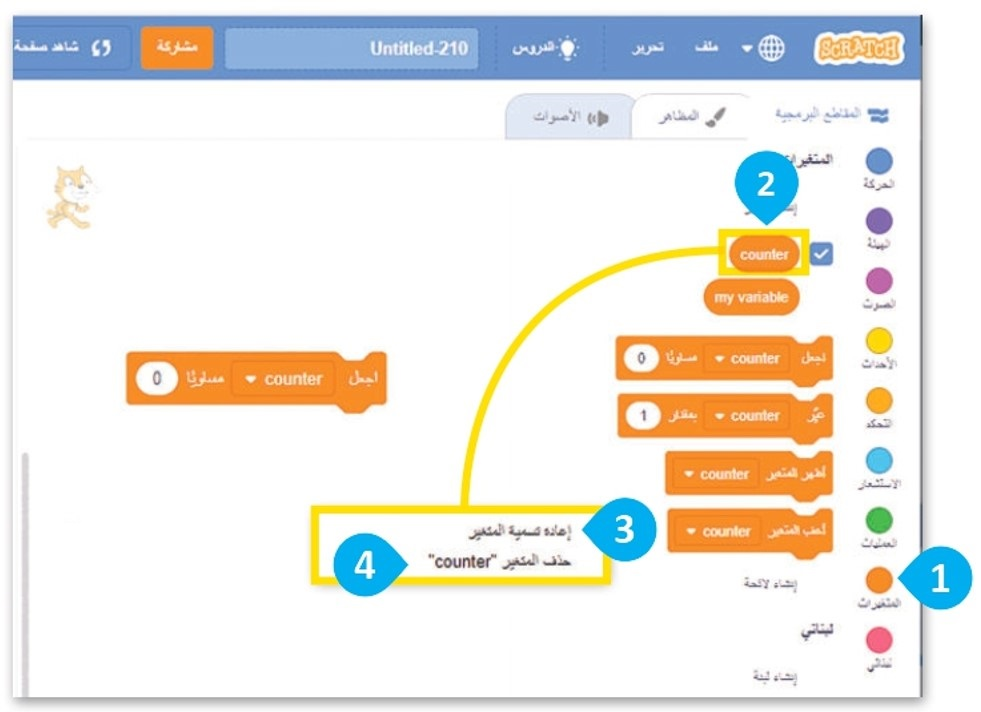 SCRATCH ملف تحرير الدروس Untitled-210 مشاركة شاهد صفحة
المقاطع البرمجية المظاهر الأصوات
المتغيرات
2
counter
my variable
اجعل counter مساويًا 0
غيّر counter بمقدار 1
أظهر المتغير counter
أخف المتغير counter
إنشاء لائحة
لبناتي
إنشاء لبنة
الحركة
الهيئة
الصوت
الأحداث
التحكم
الاستشعار
العمليات
المتغيرات
لبناتي
1
اجعل counter مساويًا 0
إعادة تسمية المتغير
3
حذف المتغير "counter"
4